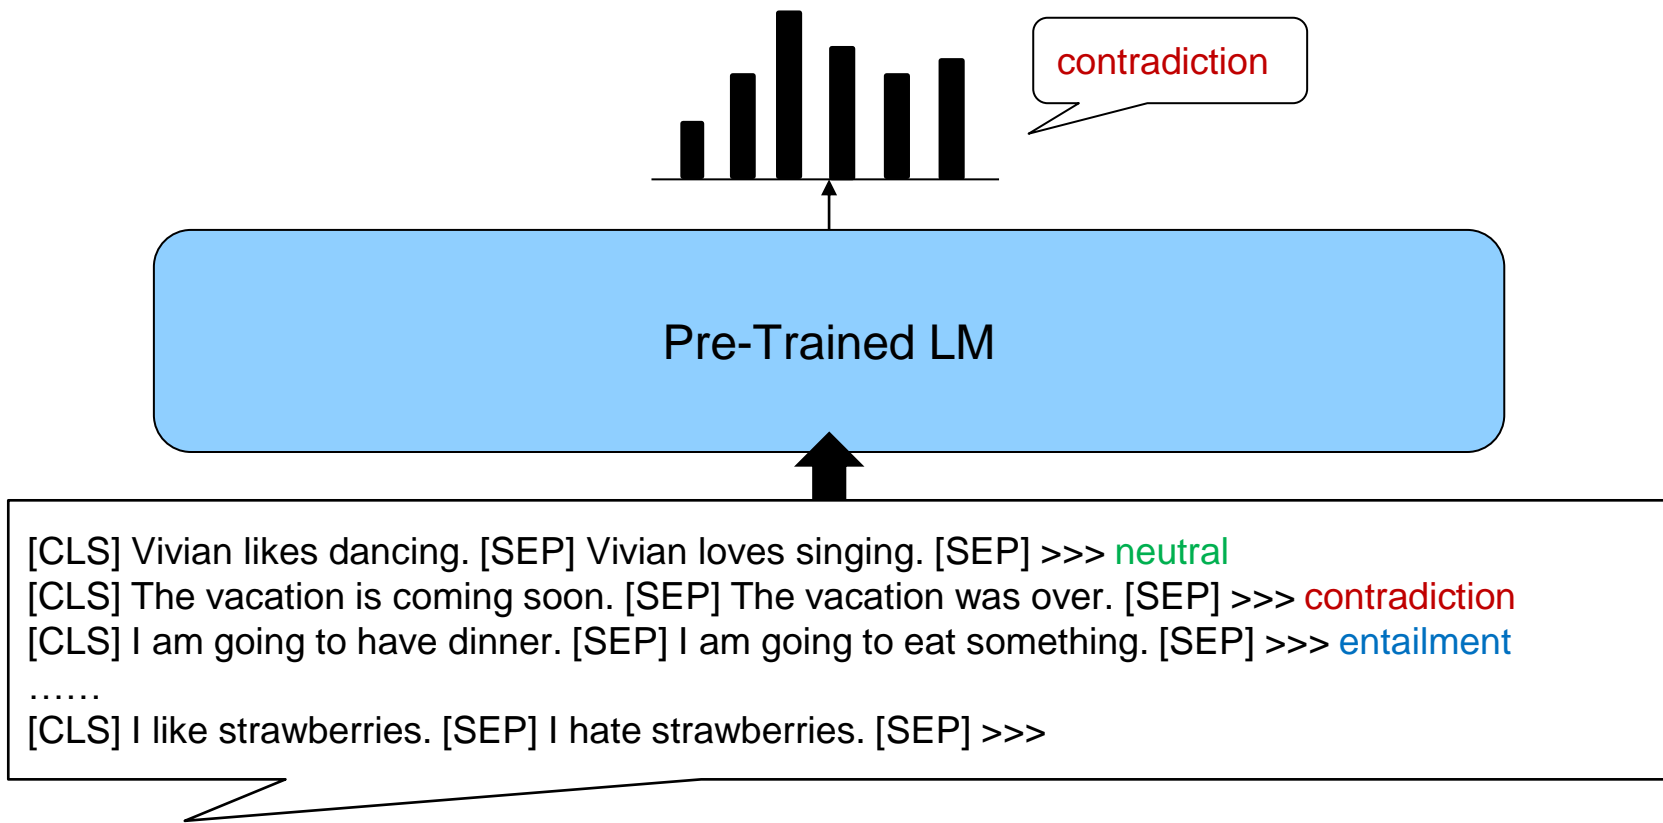 contradiction
Pre-Trained LM
[CLS] Vivian likes dancing. [SEP] Vivian loves singing. [SEP] >>> neutral
[CLS] The vacation is coming soon. [SEP] The vacation was over. [SEP] >>> contradiction
[CLS] I am going to have dinner. [SEP] I am going to eat something. [SEP] >>> entailment
……
[CLS] I like strawberries. [SEP] I hate strawberries. [SEP] >>>